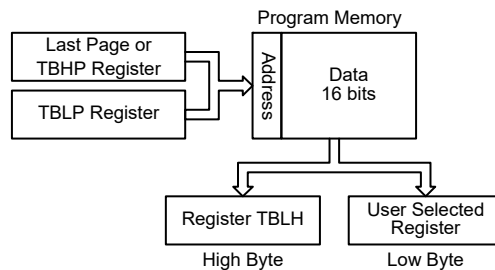 Program Memory
Last Page or
TBHP Register
TBLP Register
Address
Data
16 bits
Register TBLH
High Byte
User Selected
Register
Low Byte